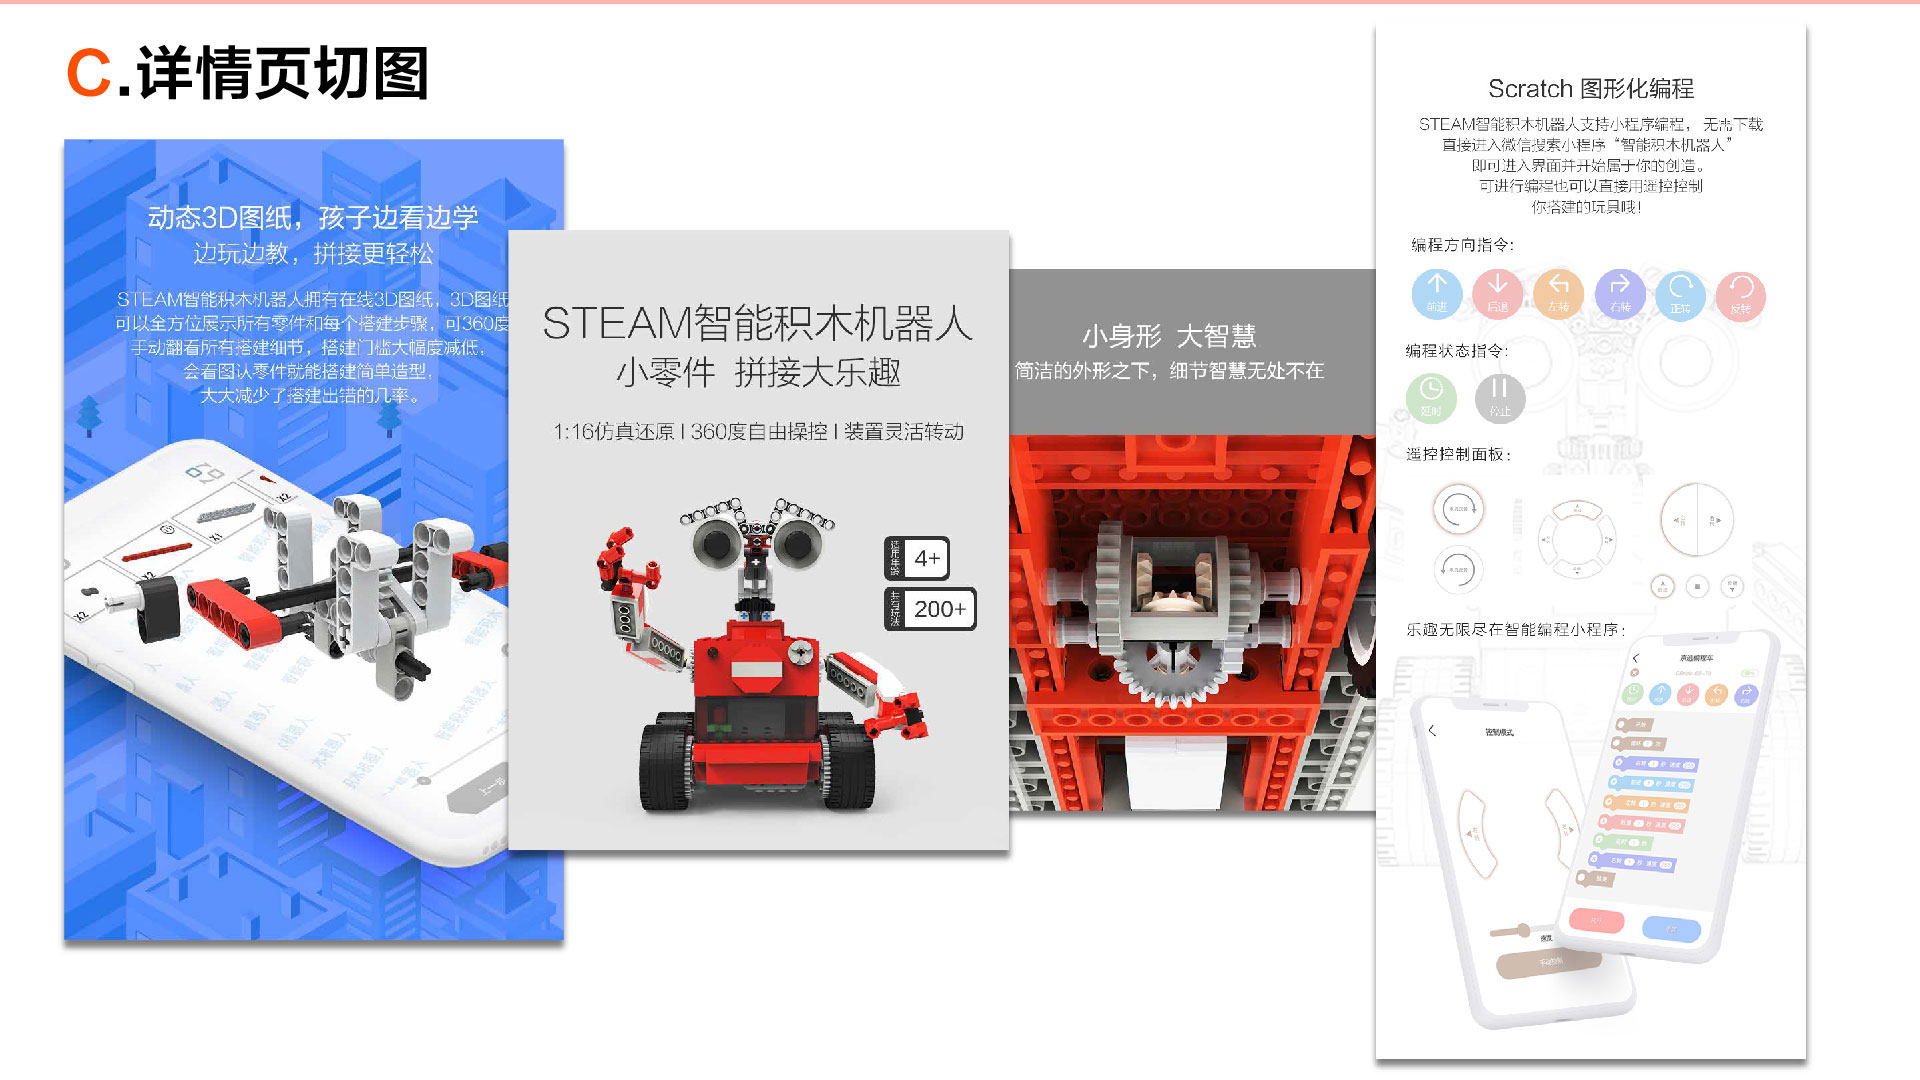 C.详情页切图
动态3D图纸，孩子边看边学
边玩边教，拼接更轻松
STEAM智能积木机器人拥有在线3D图纸，3D图纸
可以全方位展示所有零件和每个搭建步骤，可360度
手动翻看所有搭建细节，搭建门槛大幅度减低，
会看图认零件就能搭建简单造型，
大大减少了搭建出错的几率。
X2
X1
X2
X2
上一步
STEAM智能积木机器人
小零件 拼接大乐趣
1:16仿真还原 | 360度自由操控 | 装置灵活转动
适用年龄 4+
200+
小身形 大智慧
简洁的外形之下，细节智慧无处不在
Scratch 图形化编程
STEAM智能积木机器人支持小程序编程，无需下载
直接进入微信搜索小程序“智能积木机器人”
即可进入界面并开始属于你的创造。
可进行编程也可以直接用遥控控制
你搭建的玩具哦！
编程方向指令：
前进 后退 左转 右转 正转 反转
编程状态指令：
延时 停止
遥控控制面板：
乐趣无限尽在智能编程小程序：